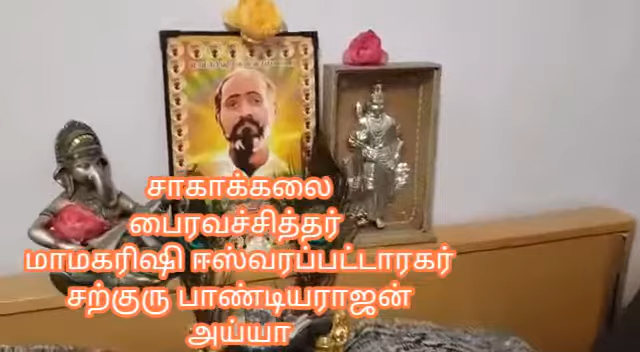 சாகாக்கலை
பைரவச்சித்தர்
மாமகரிஷி ஈஸ்வரப்பட்டாரகர்
சற்குரு பாண்டியராஜன்
அய்யா